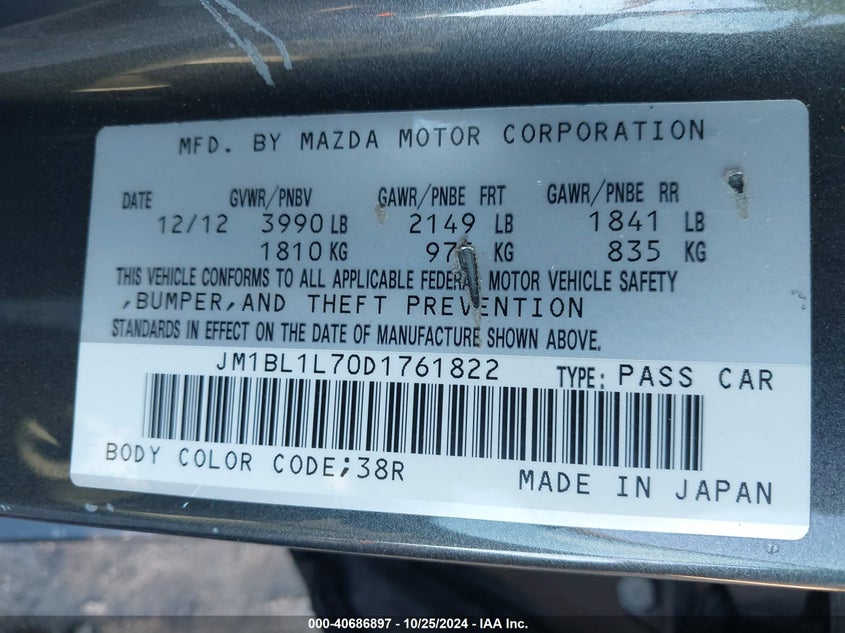 MFD. BY MAZDA MOTOR CORPORATION
DATE GVWR/PNBV GAWR/PNBE FRT GAWR/PNBE RR
12/12 3990 LB 2149 LB 1841 LB
1810 KG KG 835 KG
THIS VEHICLE CONFORMS TO ALL APPLICABLE FEDERAL MOTOR VEHICLE SAFETY
,BUMPER,AND THEFT PREVENTION
STANDARDS IN EFFECT ON THE DATE OF MANUFACTURE SHOWN ABOVE.
JM1BL1L70D1761822 TYPE: PASS CAR
BODY COLOR CODE;38R
MADE IN JAPAN
000-40686897 - 10/25/2024 - IAA Inc.